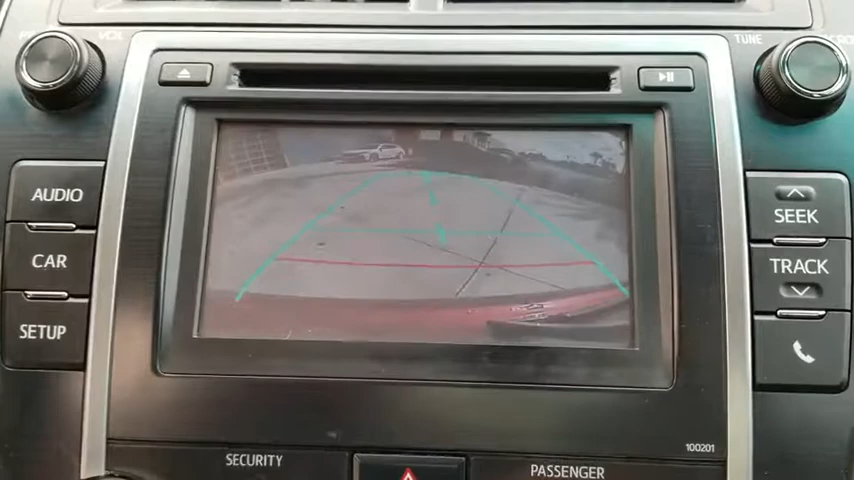 VOL
TUNE
AUDIO
CAR
SETUP
SEEK
TRACK
100201
SECURITY
PASSENGER